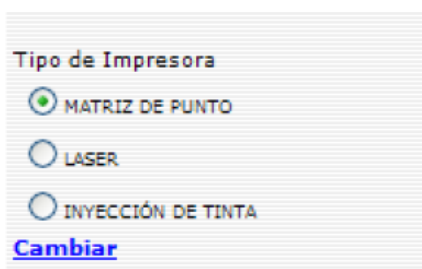 Tipo de Impresora
MATRIZ DE PUNTO
LASER
INYECCIÓN DE TINTA
Cambiar